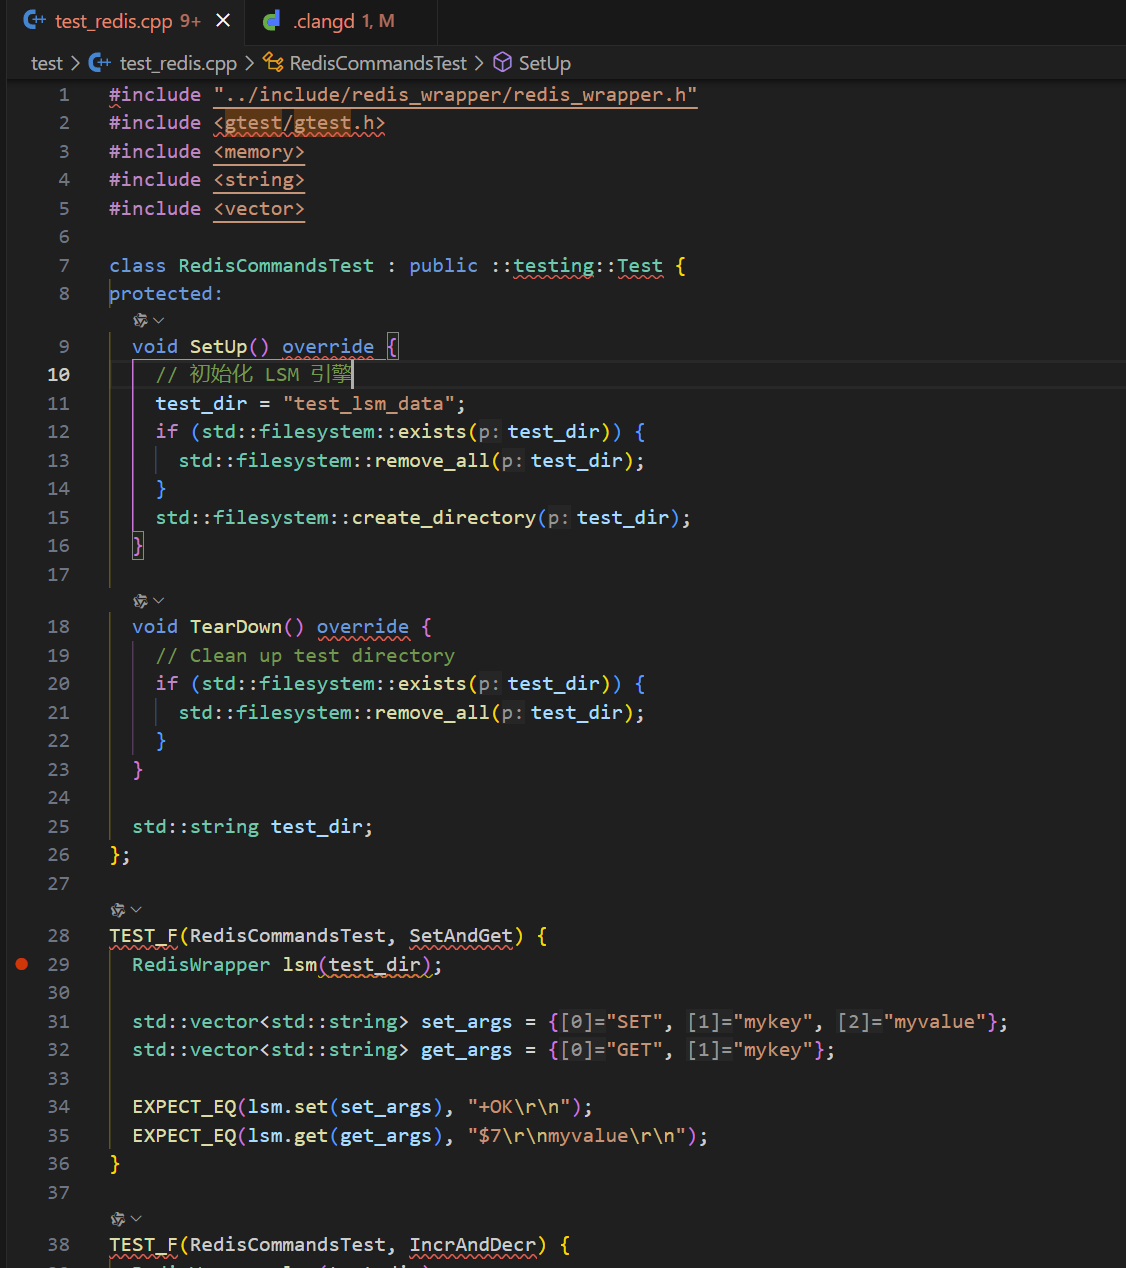 test_redis.cpp 9+ .clangd 1, M
test > test_redis.cpp > RedisCommandsTest > SetUp
1 #include "../include/redis_wrapper/redis_wrapper.h"
2 #include <gtest/gtest.h>
3 #include <memory>
4 #include <string>
5 #include <vector>
6
7 class RedisCommandsTest : public ::testing::Test {
8 protected:
9 void SetUp() override {
10 // 初始化 LSM 引擎
11 test_dir = "test_lsm_data";
12 if (std::filesystem::exists(p: test_dir)) {
13 std::filesystem::remove_all(p: test_dir);
14 }
15 std::filesystem::create_directory(p: test_dir);
16 }
17
18 void TearDown() override {
19 // Clean up test directory
20 if (std::filesystem::exists(p: test_dir)) {
21 std::filesystem::remove_all(p: test_dir);
22 }
23 }
24
25 std::string test_dir;
26 };
27
28 TEST_F(RedisCommandsTest, SetAndGet) {
29 RedisWrapper lsm(test_dir);
30
31 std::vector<std::string> set_args = {[0]="SET", [1]="mykey", [2]="myvalue"};
32 std::vector<std::string> get_args = {[0]="GET", [1]="mykey"};
33
34 EXPECT_EQ(lsm.set(set_args), "+OK\r\n");
35 EXPECT_EQ(lsm.get(get_args), "$7\r\nmyvalue\r\n");
36 }
37
38 TEST_F(RedisCommandsTest, IncrAndDecr) {